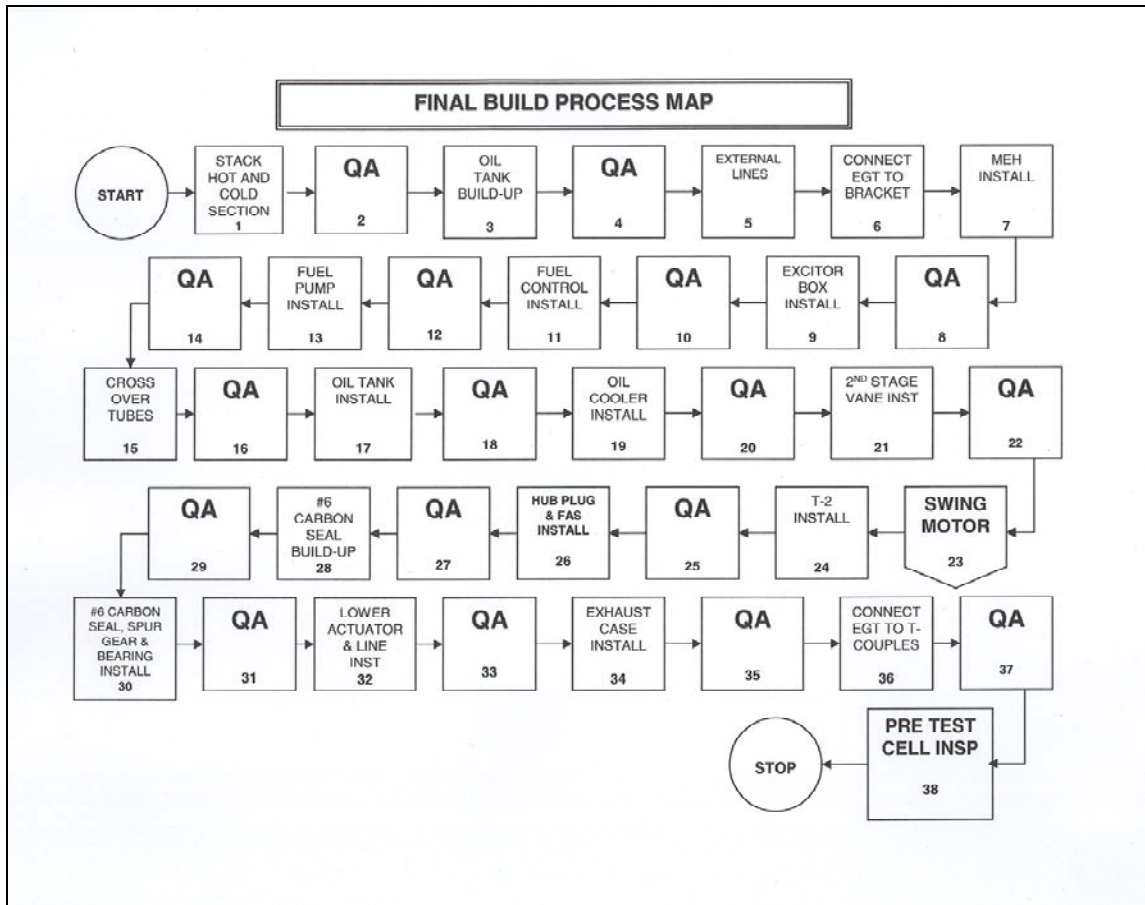 FINAL BUILD PROCESS MAP
START
STACK
HOT AND
COLD
SECTION
1
QA
2
OIL
TANK
BUILD-UP
3
QA
4
EXTERNAL
LINES
5
CONNECT
EGT TO
BRACKET
6
MEH
INSTALL
7
QA
8
EXCITOR
BOX
INSTALL
9
QA
10
FUEL
CONTROL
INSTALL
11
QA
12
FUEL
PUMP
INSTALL
13
QA
14
CROSS
OVER
TUBES
15
QA
16
OIL TANK
INSTALL
17
QA
18
OIL
COOLER
INSTALL
19
QA
20
2ND STAGE
VANE INST
21
QA
22
SWING
MOTOR
23
T-2
INSTALL
24
QA
25
HUB PLUG
& FAS
INSTALL
26
QA
27
#6
CARBON
SEAL
BUILD-UP
28
QA
29
#6 CARBON
SEAL, SPUR
GEAR &
BEARING
INSTALL
30
QA
31
LOWER
ACTUATOR
& LINE
INST
32
QA
33
EXHAUST
CASE
INSTALL
34
QA
35
CONNECT
EGT TO T-
COUPLES
36
QA
37
PRE TEST
CELL INSP
38
STOP